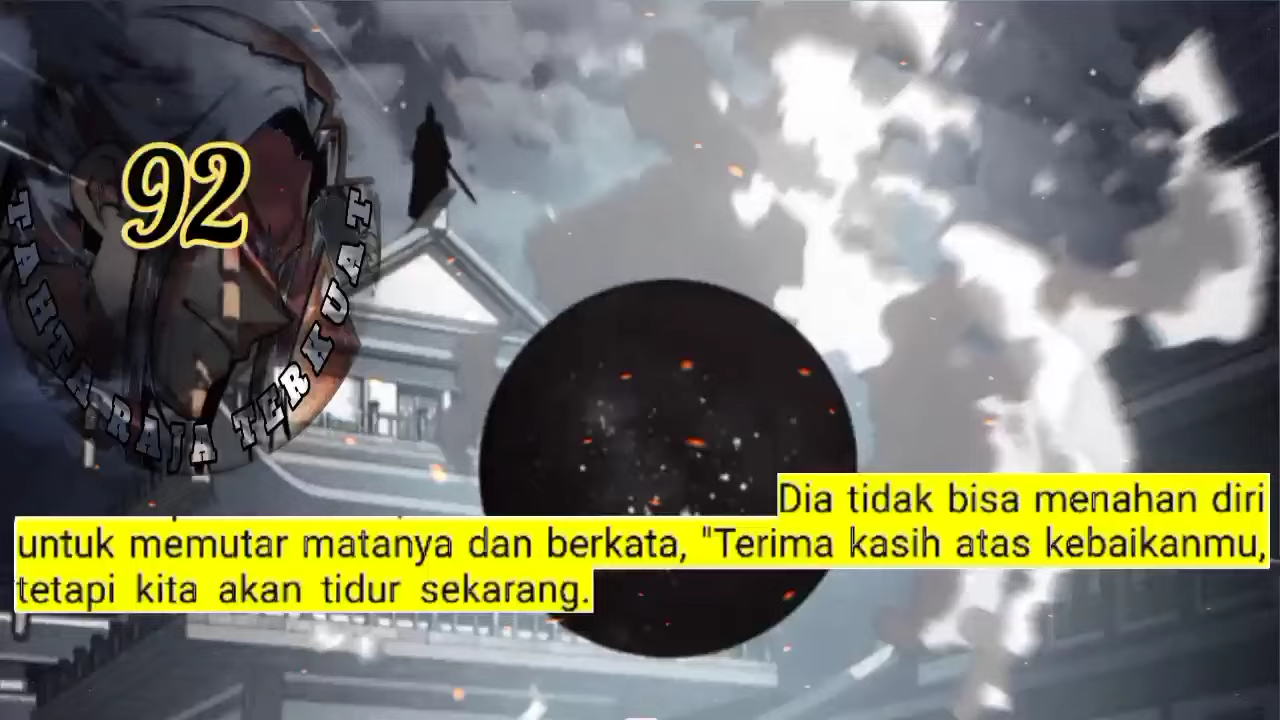 92
TAHTA RAJA TERKUAT
Dia tidak bisa menahan diri
untuk memutar matanya dan berkata, "Terima kasih atas kebaikanmu,
tetapi kita akan tidur sekarang.